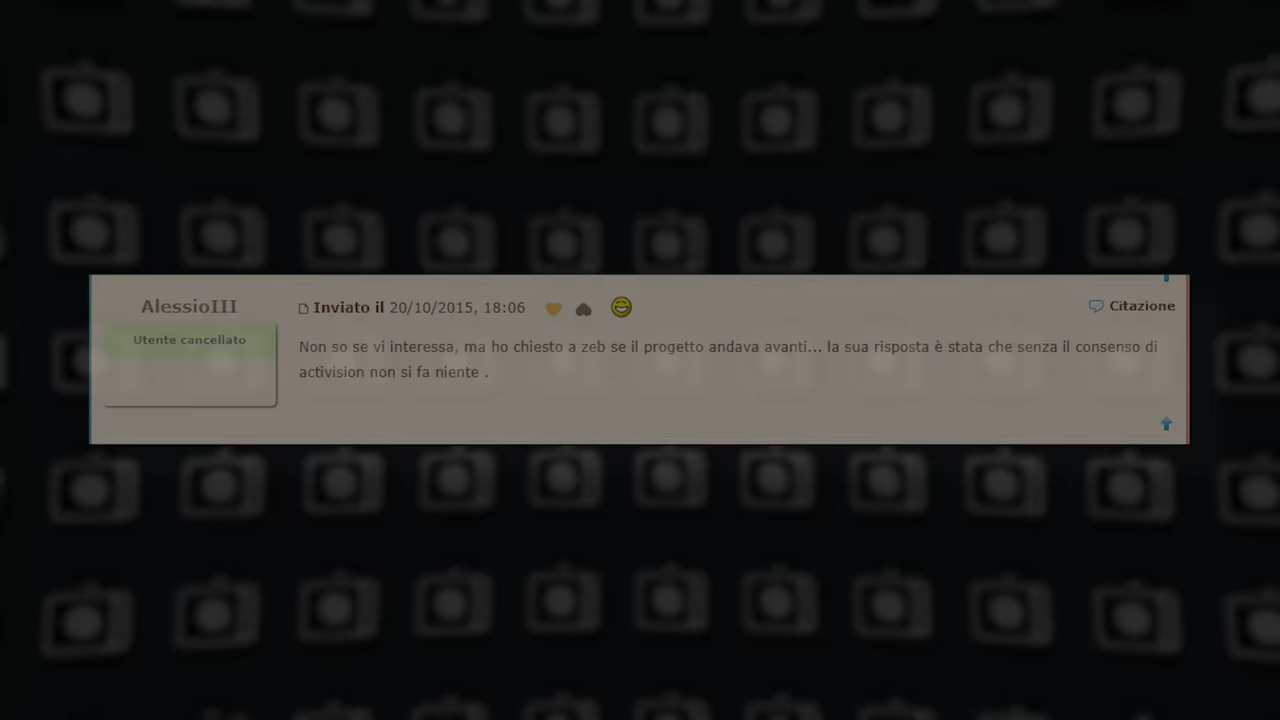 AlessioIII
Utente cancellato
Inviato il 20/10/2015, 18:06
Citazione
Non so se vi interessa, ma ho chiesto a zeb se il progetto andava avanti... la sua risposta è stata che senza il consenso di
activision non si fa niente .